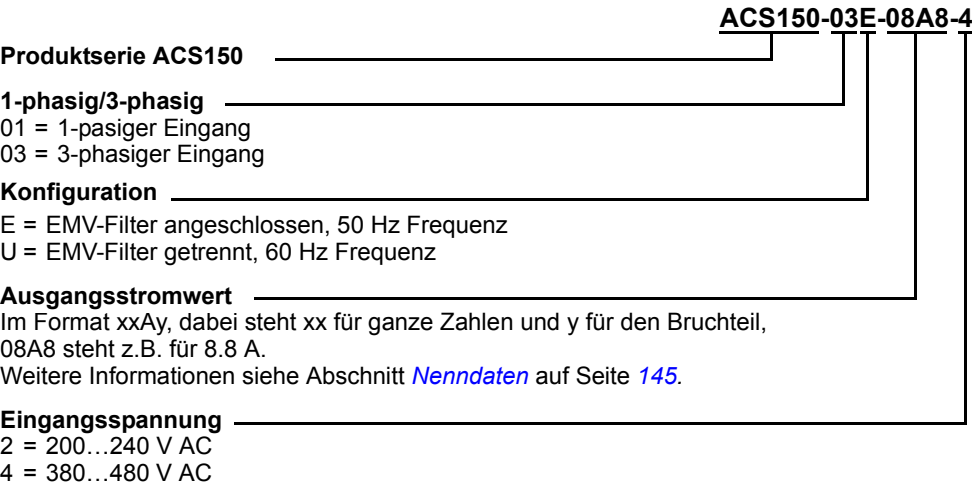 ACS150-03E-08A8-4
Produktserie ACS150
1-phasig/3-phasig
01 = 1-pasiger Eingang
03 = 3-phasiger Eingang
Konfiguration
E = EMV-Filter angeschlossen, 50 Hz Frequenz
U = EMV-Filter getrennt, 60 Hz Frequenz
Ausgangsstromwert
Im Format xxAy, dabei steht xx für ganze Zahlen und y für den Bruchteil,
08A8 steht z.B. für 8.8 A.
Weitere Informationen siehe Abschnitt Nenndaten auf Seite 145.
Eingangsspannung
2 = 200…240 V AC
4 = 380…480 V AC